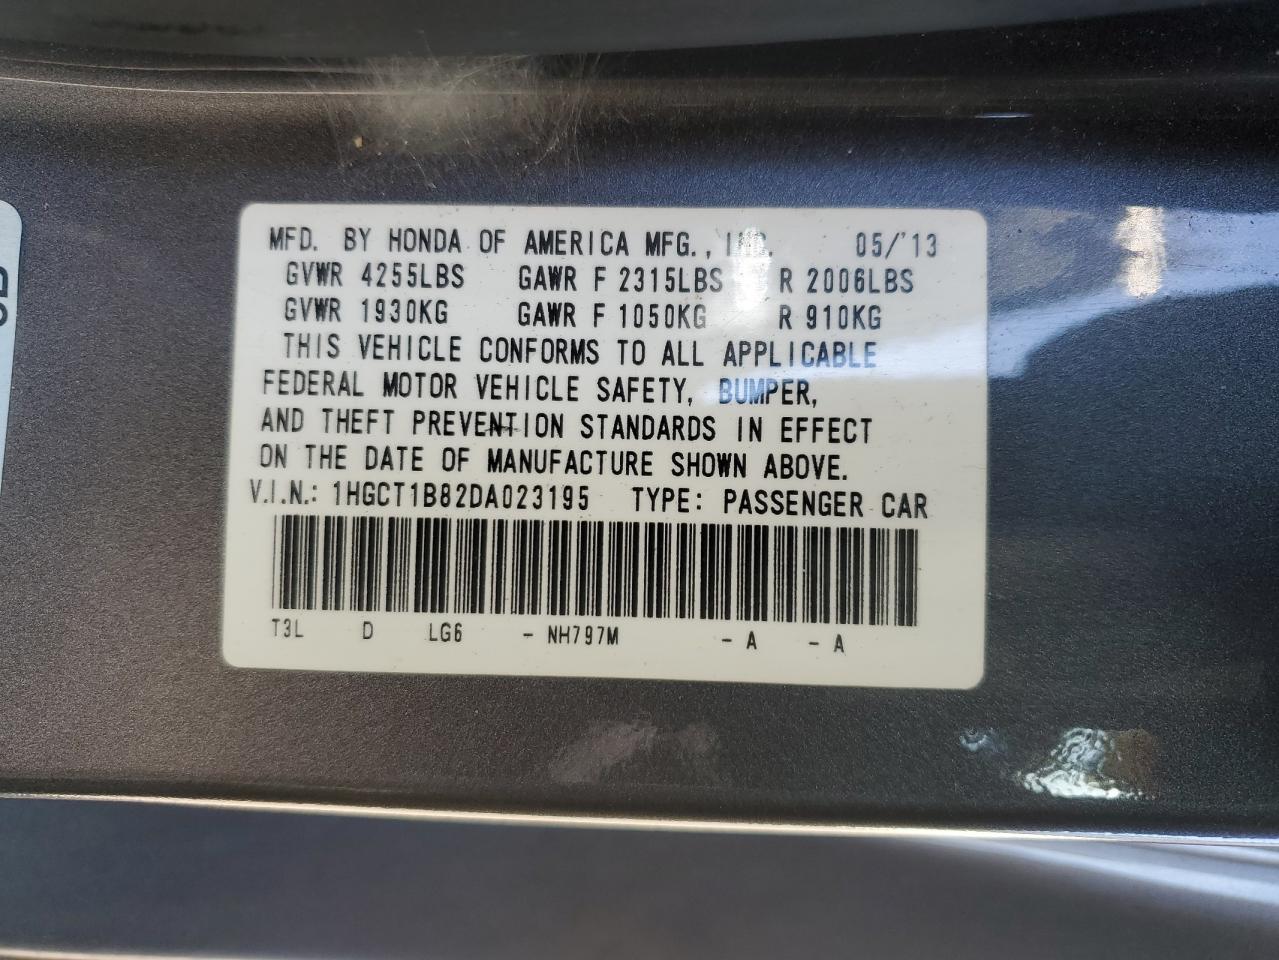 MFD. BY HONDA OF AMERICA MFG., INC. 05/'13
GVWR 4255LBS GAWR F 2315LBS R 2006LBS
GVWR 1930KG GAWR F 1050KG R 910KG
THIS VEHICLE CONFORMS TO ALL APPLICABLE
FEDERAL MOTOR VEHICLE SAFETY, BUMPER,
AND THEFT PREVENTION STANDARDS IN EFFECT
ON THE DATE OF MANUFACTURE SHOWN ABOVE.
V.I.N.: 1HGCT1B82DA023195 TYPE: PASSENGER CAR
T3L D LG6 - NH797M - A - A